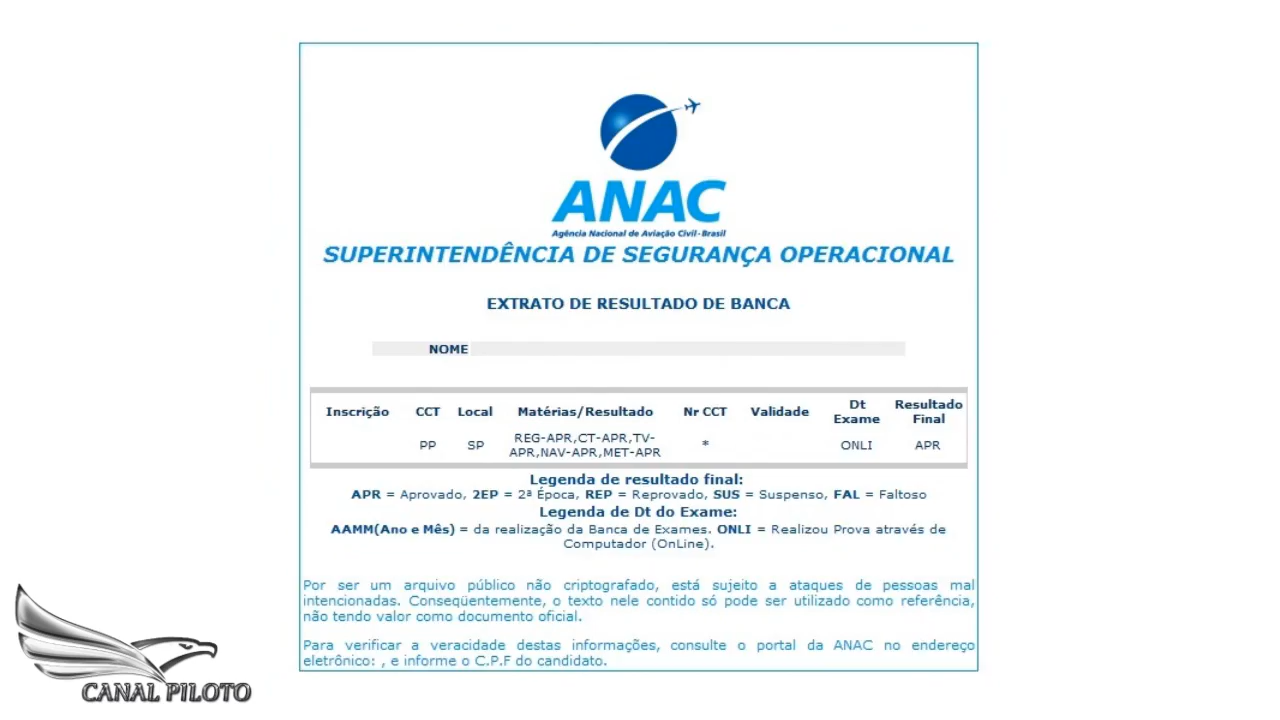 ANAC
Agência Nacional de Aviação Civil-Brasil
SUPERINTENDÊNCIA DE SEGURANÇA OPERACIONAL
EXTRATO DE RESULTADO DE BANCA
NOME
Inscrição CCT Local Matérias/Resultado Nr CCT Validade Dt Exame Resultado Final
PP SP REG-APR,CT-APR,TV-APR,NAV-APR,MET-APR * ONLI APR
Legenda de resultado final:
APR = Aprovado, 2EP = 2ª Época, REP = Reprovado, SUS = Suspenso, FAL = Faltoso
Legenda de Dt do Exame:
AAMM(Ano e Mês) = da realização da Banca de Exames. ONLI = Realizou Prova através de
Computador (OnLine).
Por ser um arquivo público não criptografado, está sujeito a ataques de pessoas mal
intencionadas. Conseqüentemente, o texto nele contido só pode ser utilizado como referência,
não tendo valor como documento oficial.
Para verificar a veracidade destas informações, consulte o portal da ANAC no endereço
eletrônico: , e informe o C.P.F do candidato.
CANAL PILOTO